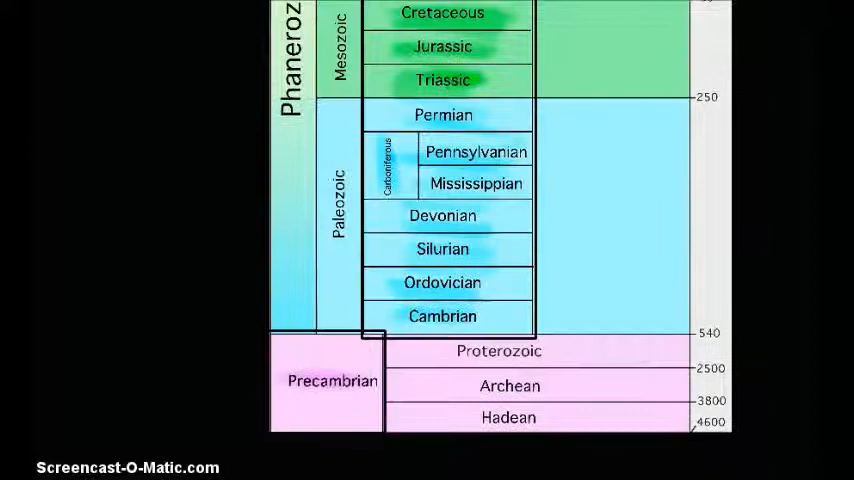 Phaneroz
Mesozoic
Cretaceous
Jurassic
Triassic
250
Paleozoic
Permian
Carboniferous
Pennsylvanian
Mississippian
Devonian
Silurian
Ordovician
Cambrian
540
Precambrian
Proterozoic
2500
Archean
3800
Hadean
4600
Screencast-O-Matic.com